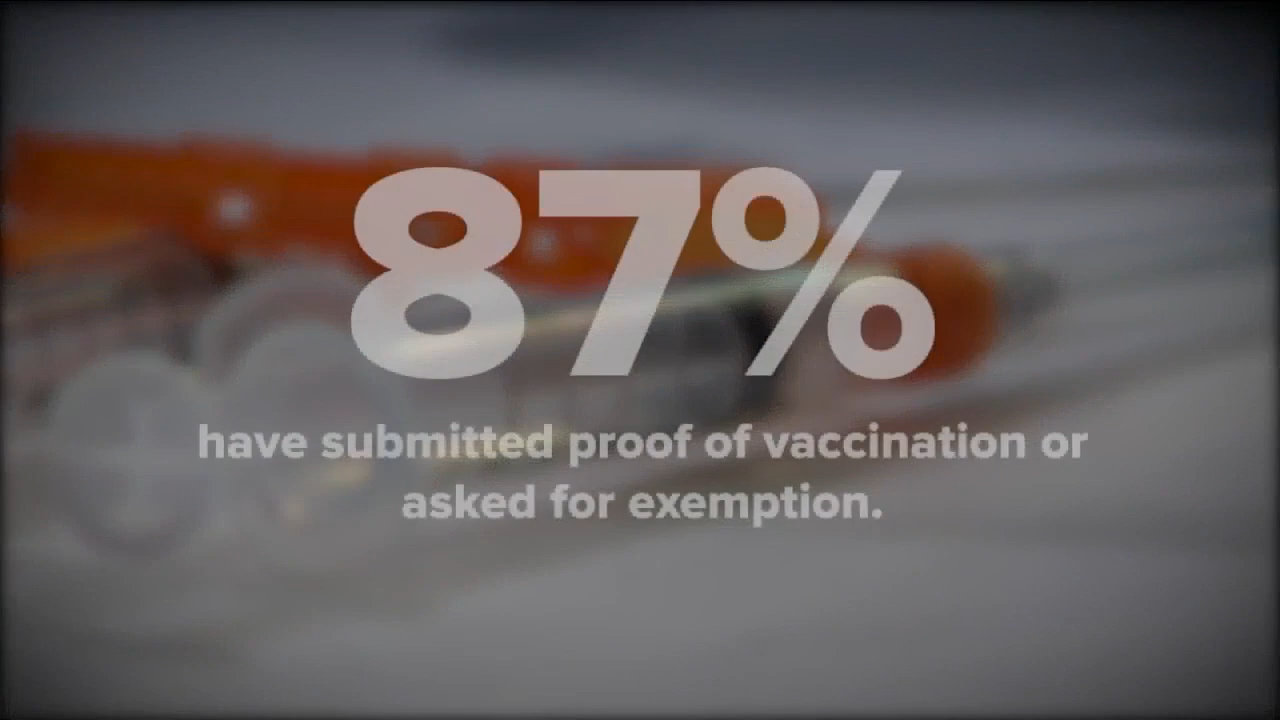 87%
have submitted proof of vaccination or
asked for exemption.